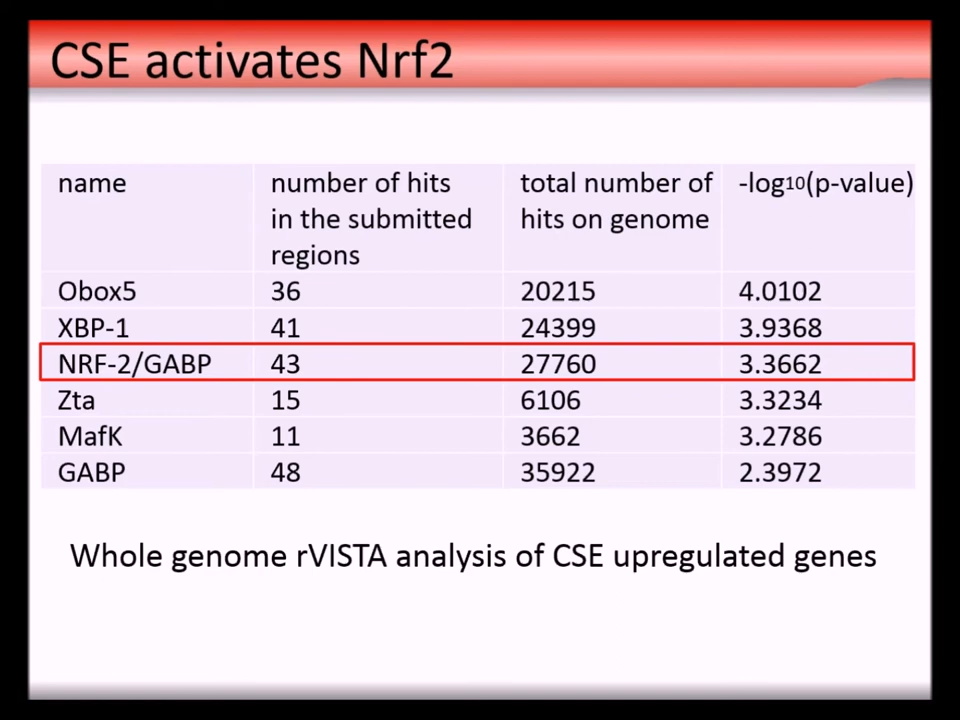 CSE activates Nrf2
name number of hits in the submitted regions total number of hits on genome -log10(p-value)
Obox5 36 20215 4.0102
XBP-1 41 24399 3.9368
NRF-2/GABP 43 27760 3.3662
Zta 15 6106 3.3234
MafK 11 3662 3.2786
GABP 48 35922 2.3972
Whole genome rVISTA analysis of CSE upregulated genes